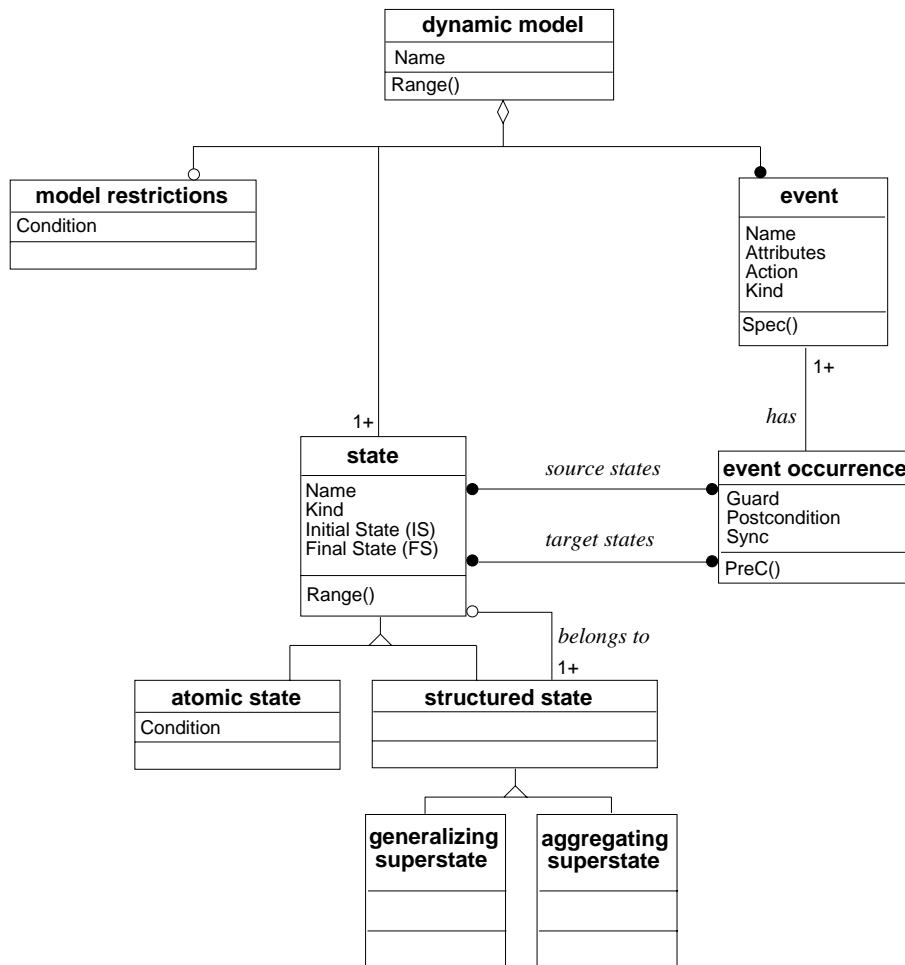 dynamic model
Name
Range()
model restrictions
Condition
event
Name
Attributes
Action
Kind
Spec()
1+
has
1+
state
Name
Kind
Initial State (IS)
Final State (FS)
Range()
source states
target states
event occurrence
Guard
Postcondition
Sync
PreC()
belongs to
1+
atomic state
Condition
structured state
generalizing
superstate
aggregating
superstate